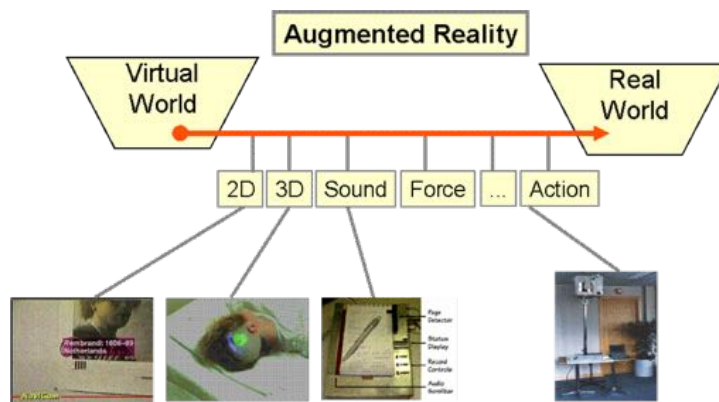 Augmented Reality
Virtual
World
Real
World
2D
3D
Sound
Force
...
Action
Rembrandt: 1606-69
Netherlands
Page
Detector
Status
Display
Record
Controls
Audio
Scrollbar